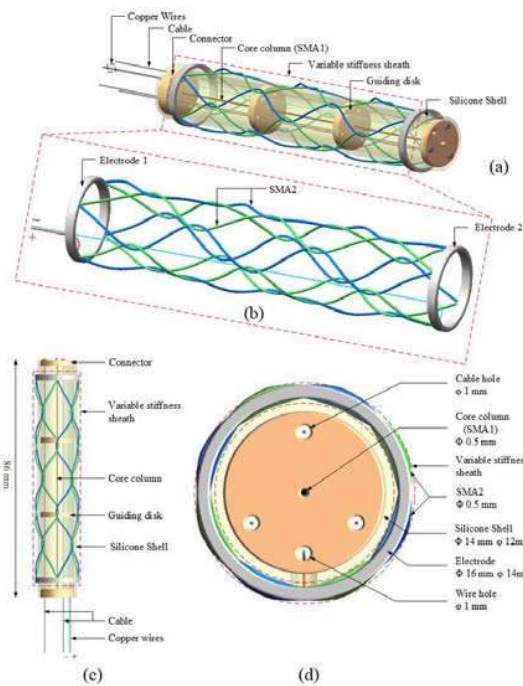 Copper Wires
Cable
Connector
Core column (SMA1)
Variable stiffness sheath
Guiding disk
Silicone Shell
(a)
Electrode 1
SMA2
Electrode 2
(b)
Connector
Variable stiffness
sheath
86 mm
Core column
Guiding disk
Silicone Shell
Cable
Copper wires
(c)
Cable hole
φ 1 mm
Core column
(SMA1)
Φ 0.5 mm
Variable stiffness
sheath
SMA2
Φ 0.5 mm
Silicone Shell
Φ 14 mm φ 12m
Electrode
Φ 16 mm φ 14m
Wire hole
φ 1 mm
(d)